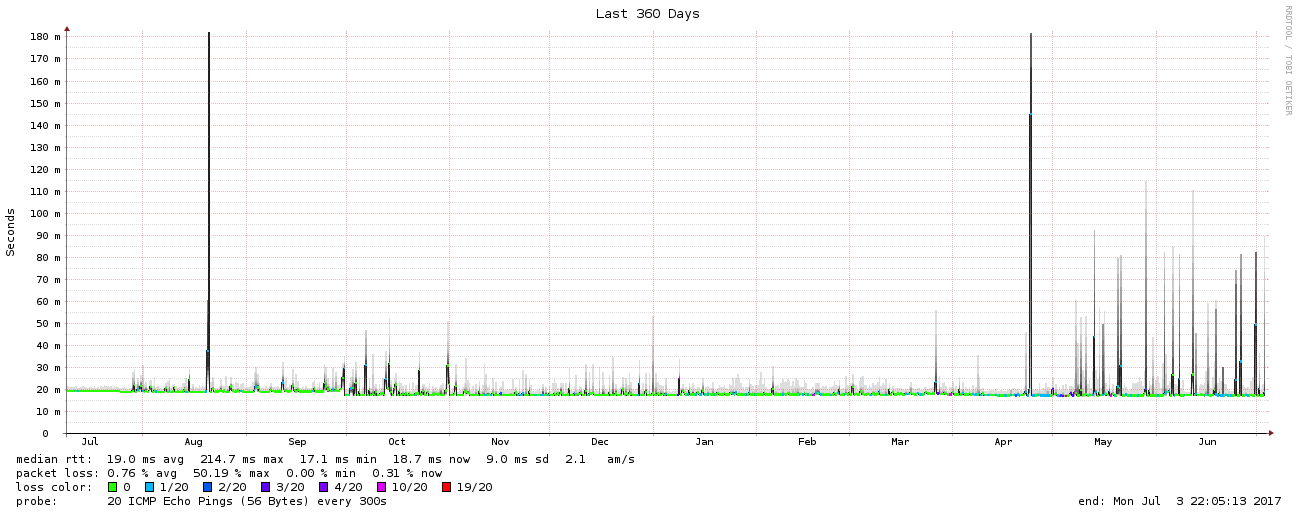 Last 360 Days
RRDTOOL / TOBI OETIKER
Seconds
180 m
170 m
160 m
150 m
140 m
130 m
120 m
110 m
100 m
90 m
80 m
70 m
60 m
50 m
40 m
30 m
20 m
10 m
0
Jul Aug Sep Oct Nov Dec Jan Feb Mar Apr May Jun
median rtt: 19.0 ms avg 214.7 ms max 17.1 ms min 18.7 ms now 9.0 ms sd 2.1 am/s
packet loss: 0.76 % avg 50.19 % max 0.00 % min 0.31 % now
loss color: 0 1/20 2/20 3/20 4/20 10/20 19/20
probe: 20 ICMP Echo Pings (56 Bytes) every 300s end: Mon Jul 3 22:05:13 2017